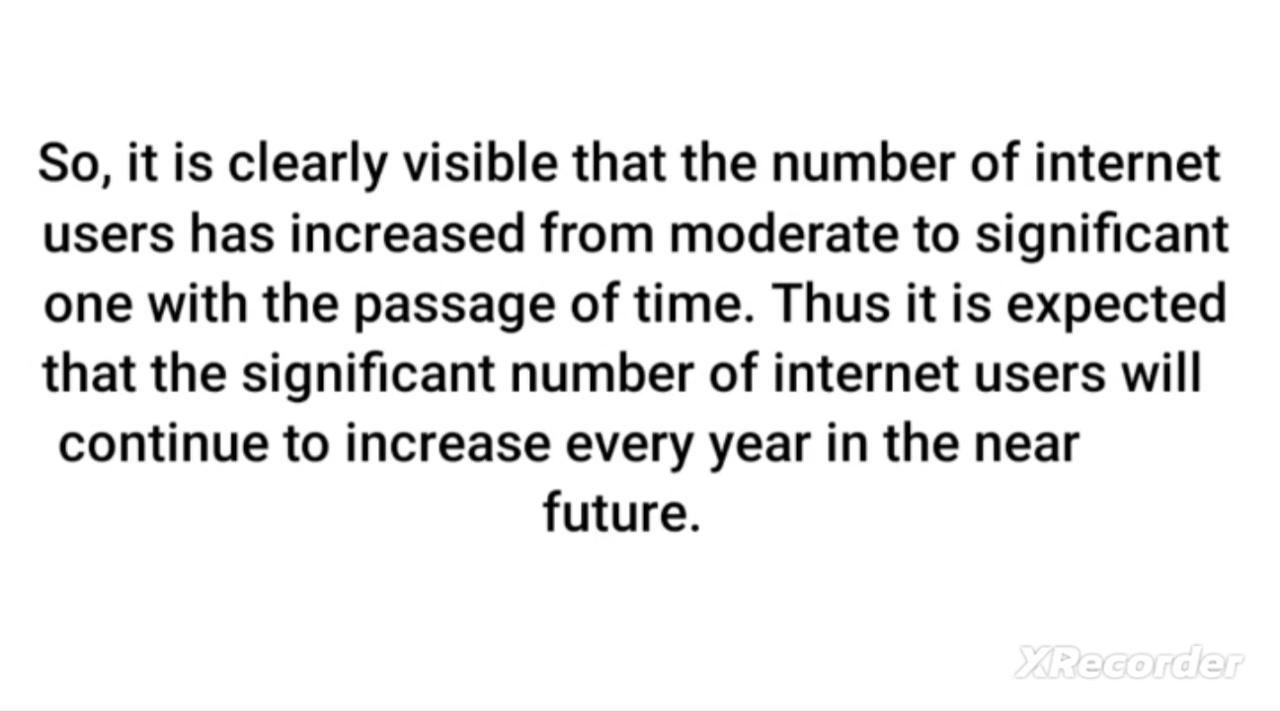 So, it is clearly visible that the number of internet
users has increased from moderate to significant
one with the passage of time. Thus it is expected
that the significant number of internet users will
continue to increase every year in the near
future.
XRecorder